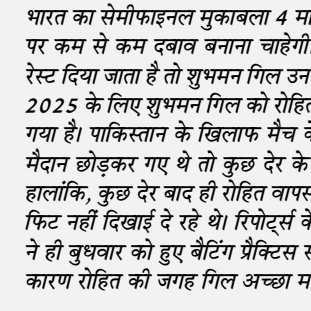 भारत का सेमीफाइनल मुकाबला 4 मा
पर कम से कम दबाव बनाना चाहेगी
रेस्ट दिया जाता है तो शुभमन गिल उन
2025 के लिए शुभमन गिल को रोहित
गया है। पाकिस्तान के खिलाफ मैच के
मैदान छोड़कर गए थे तो कुछ देर के
हालांकि, कुछ देर बाद ही रोहित वापस
फिट नहीं दिखाई दे रहे थे। रिपोर्ट्स के
ने ही बुधवार को हुए बैटिंग प्रैक्टिस स
कारण रोहित की जगह गिल अच्छा म